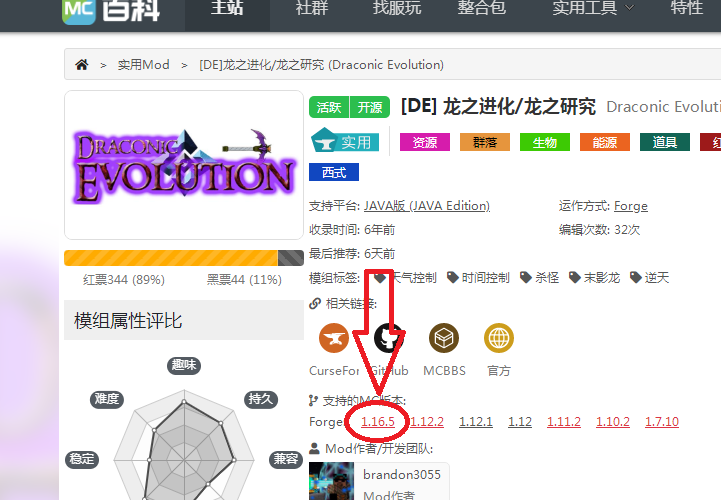 MC百科 主站 社群 找服玩 整合包 实用工具 特性
> 实用Mod > [DE]龙之进化/龙之研究 (Draconic Evolution)
DRACONIC EVOLUTION
活跃 开源 [DE] 龙之进化/龙之研究 Draconic Evoluti
实用 资源 群落 生物 能源 道具 红
西式
支持平台: JAVA版 (JAVA Edition) 运作方式: Forge
收录时间: 6年前 编辑次数: 32次
最后推荐: 6天前
红票344 (89%) 黑票44 (11%)
模组标签: 天气控制 时间控制 杀怪 末影龙 逆天
相关链接:
模组属性评比
CurseFor GitHub MCBBS 官方
支持的MC版本:
Forge: 1.16.5 1.12.2 1.12.1 1.12 1.11.2 1.10.2 1.7.10
Mod作者/开发团队:
brandon3055
Mod作者
趣味
难度 持久
稳定 兼容